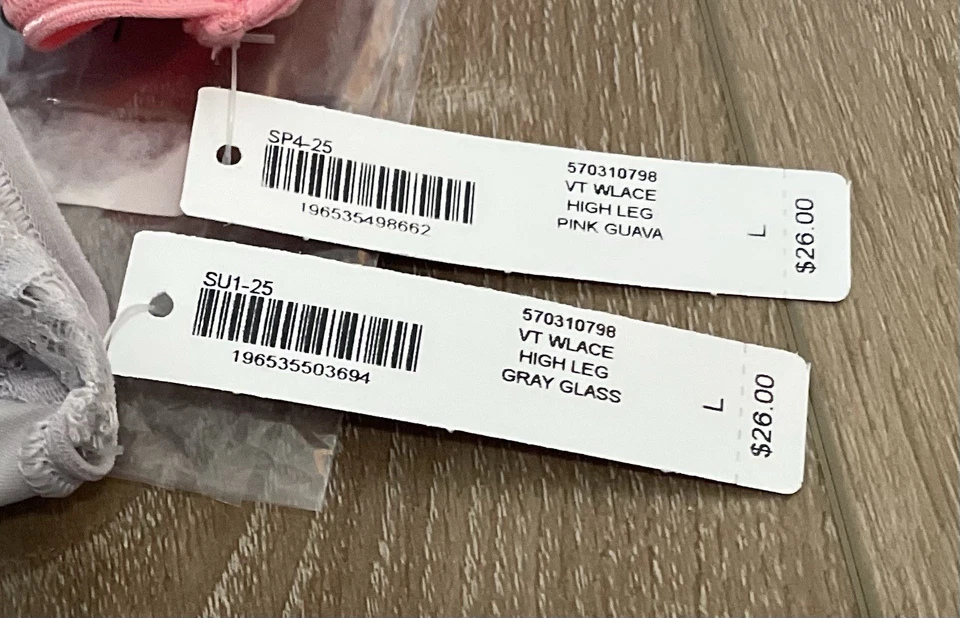 SP4-25
196535498662
570310798
VT WLACE
HIGH LEG
PINK GUAVA
L
$26.00
SU1-25
196535503694
570310798
VT WLACE
HIGH LEG
GRAY GLASS
L
$26.00